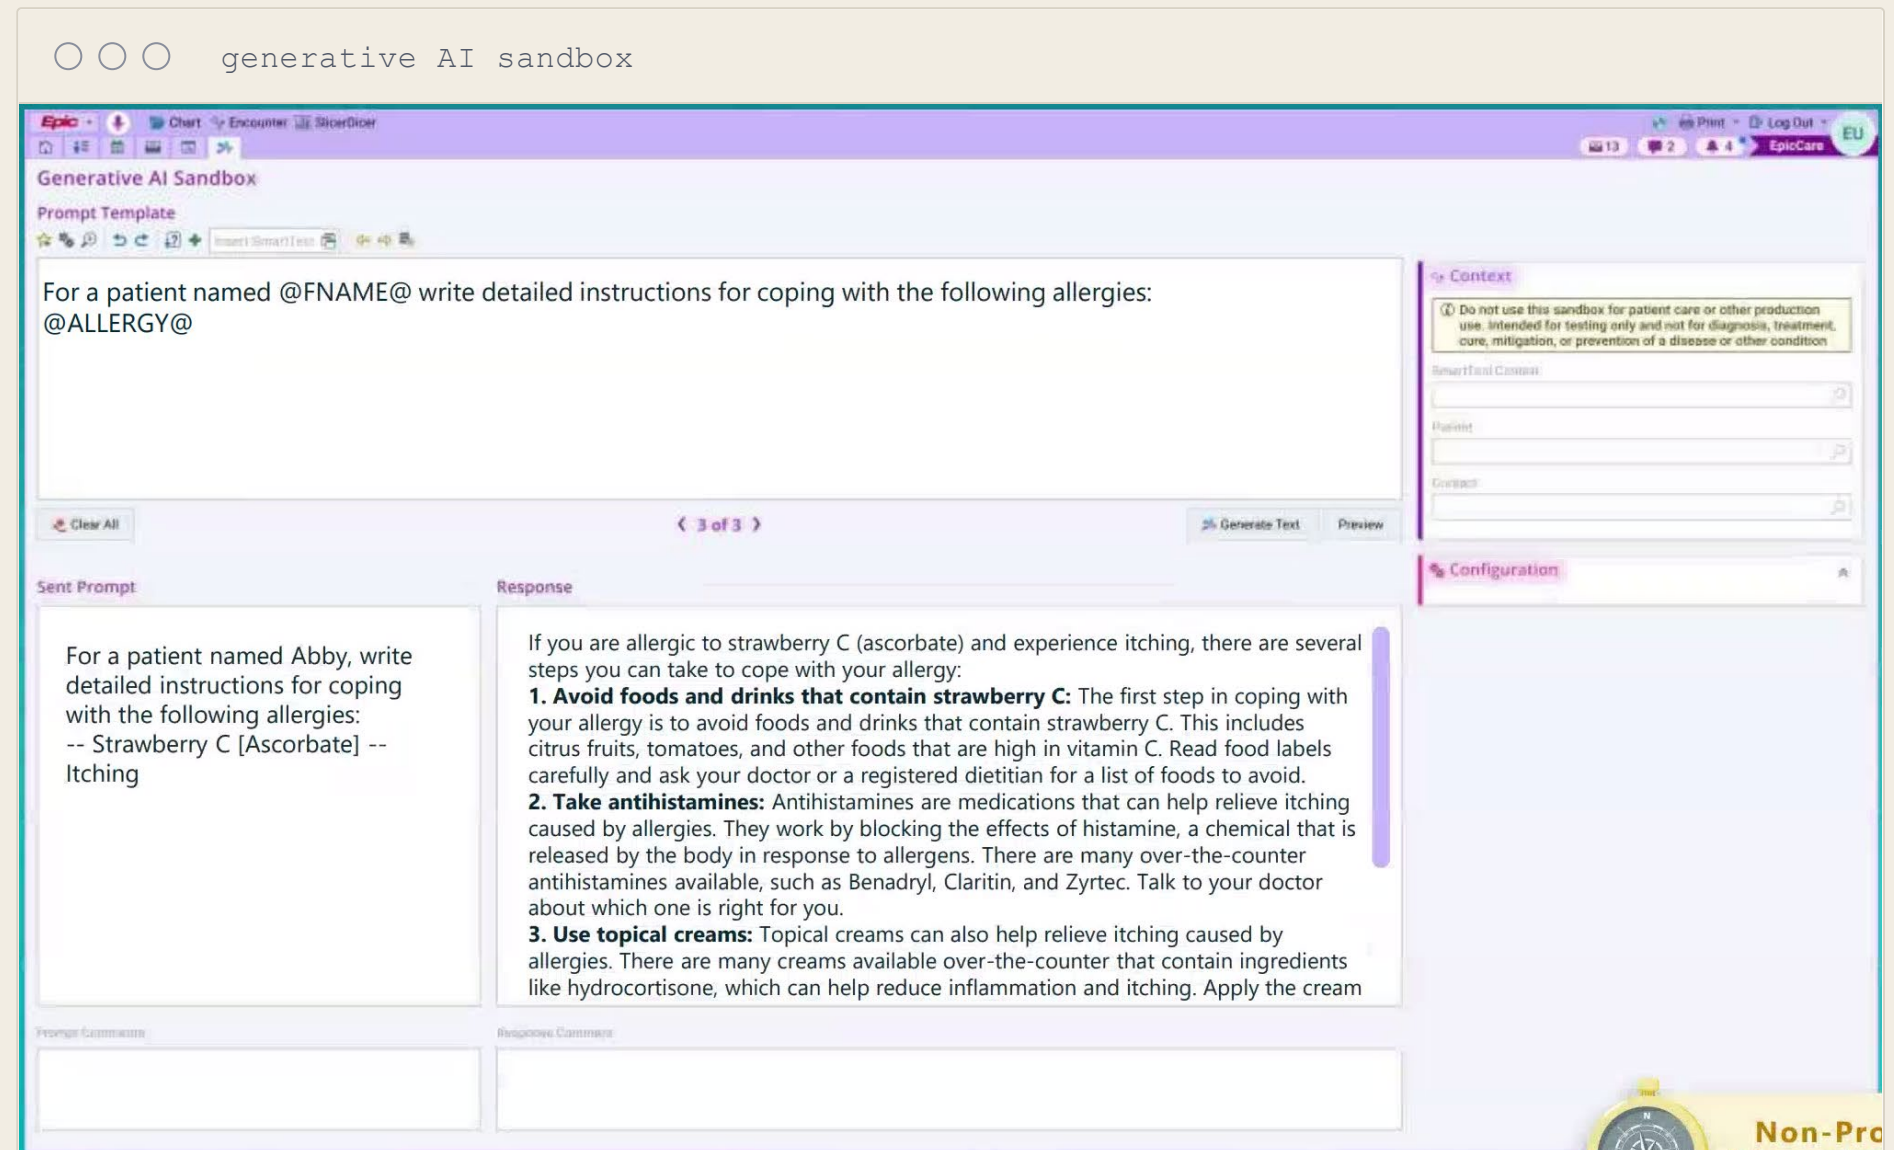 generative AI sandbox
Epic Chart Encounter SlicerDicer Print Log Out EU
13 2 4 EpicCare
Generative AI Sandbox
Prompt Template
Insert SmartText
For a patient named @FNAME@ write detailed instructions for coping with the following allergies:
@ALLERGY@
Context
Do not use this sandbox for patient care or other production
use. Intended for testing only and not for diagnosis, treatment,
cure, mitigation, or prevention of a disease or other condition
SmartTool Context
Patient
Contact
Clear All 3 of 3 Generate Text Preview
Configuration
Sent Prompt
For a patient named Abby, write
detailed instructions for coping
with the following allergies:
-- Strawberry C [Ascorbate] --
Itching
Response
If you are allergic to strawberry C (ascorbate) and experience itching, there are several
steps you can take to cope with your allergy:
1. Avoid foods and drinks that contain strawberry C: The first step in coping with
your allergy is to avoid foods and drinks that contain strawberry C. This includes
citrus fruits, tomatoes, and other foods that are high in vitamin C. Read food labels
carefully and ask your doctor or a registered dietitian for a list of foods to avoid.
2. Take antihistamines: Antihistamines are medications that can help relieve itching
caused by allergies. They work by blocking the effects of histamine, a chemical that is
released by the body in response to allergens. There are many over-the-counter
antihistamines available, such as Benadryl, Claritin, and Zyrtec. Talk to your doctor
about which one is right for you.
3. Use topical creams: Topical creams can also help relieve itching caused by
allergies. There are many creams available over-the-counter that contain ingredients
like hydrocortisone, which can help reduce inflammation and itching. Apply the cream
Prompt Comments
Response Comment
N
Non-Pro